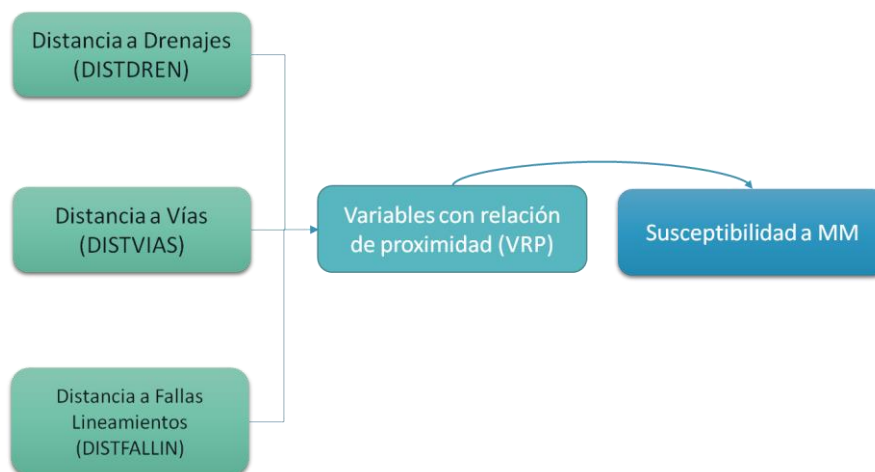 Distancia a Drenajes
(DISTDREN)
Distancia a Vías
(DISTVIAS)
Distancia a Fallas
Lineamientos
(DISTFALLIN)
Variables con relación
de proximidad (VRP)
Susceptibilidad a MM